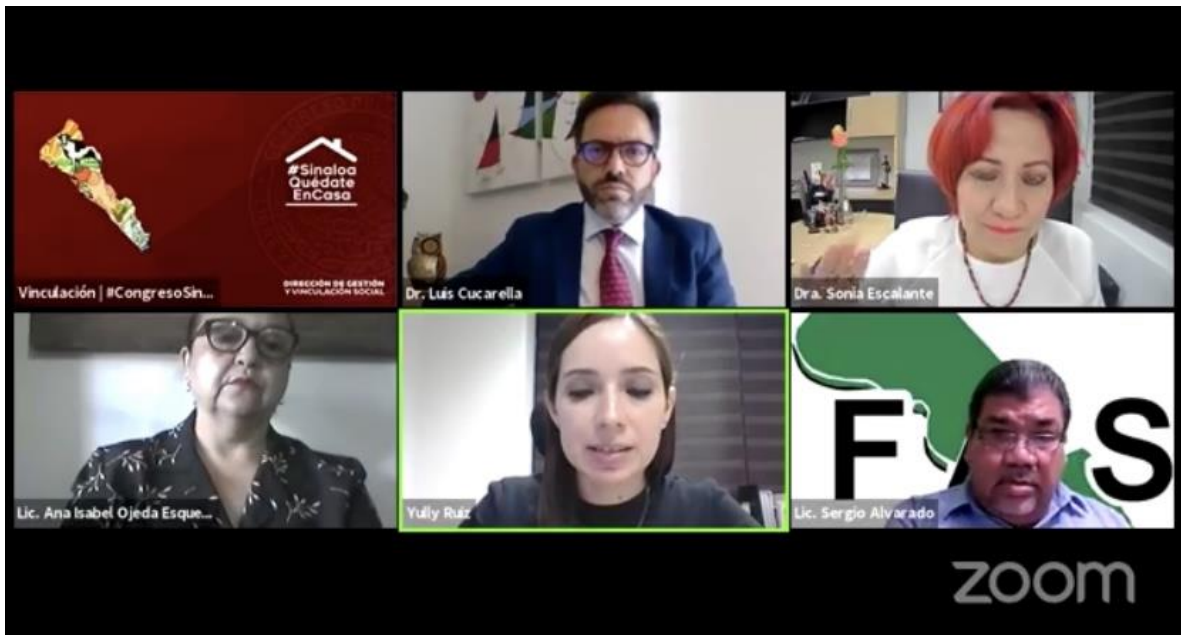 #Sinaloa
Quédate
EnCasa
DIRECCIÓN DE GESTIÓN
Y VINCULACIÓN SOCIAL
Vinculación | #CongresoSin...
Dr. Luis Cucarella
Dra. Sonia Escalante
Lic. Ana Isabel Ojeda Esque...
Yully Ruiz
F S
Lic. Sergio Alvarado
zoom